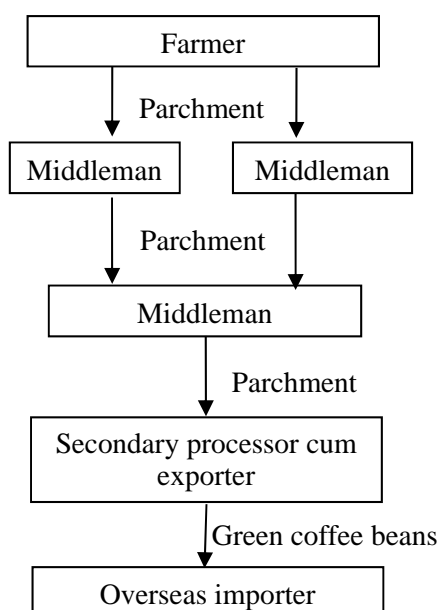 Farmer
Parchment
Middleman
Middleman
Parchment
Middleman
Parchment
Secondary processor cum
exporter
Green coffee beans
Overseas importer